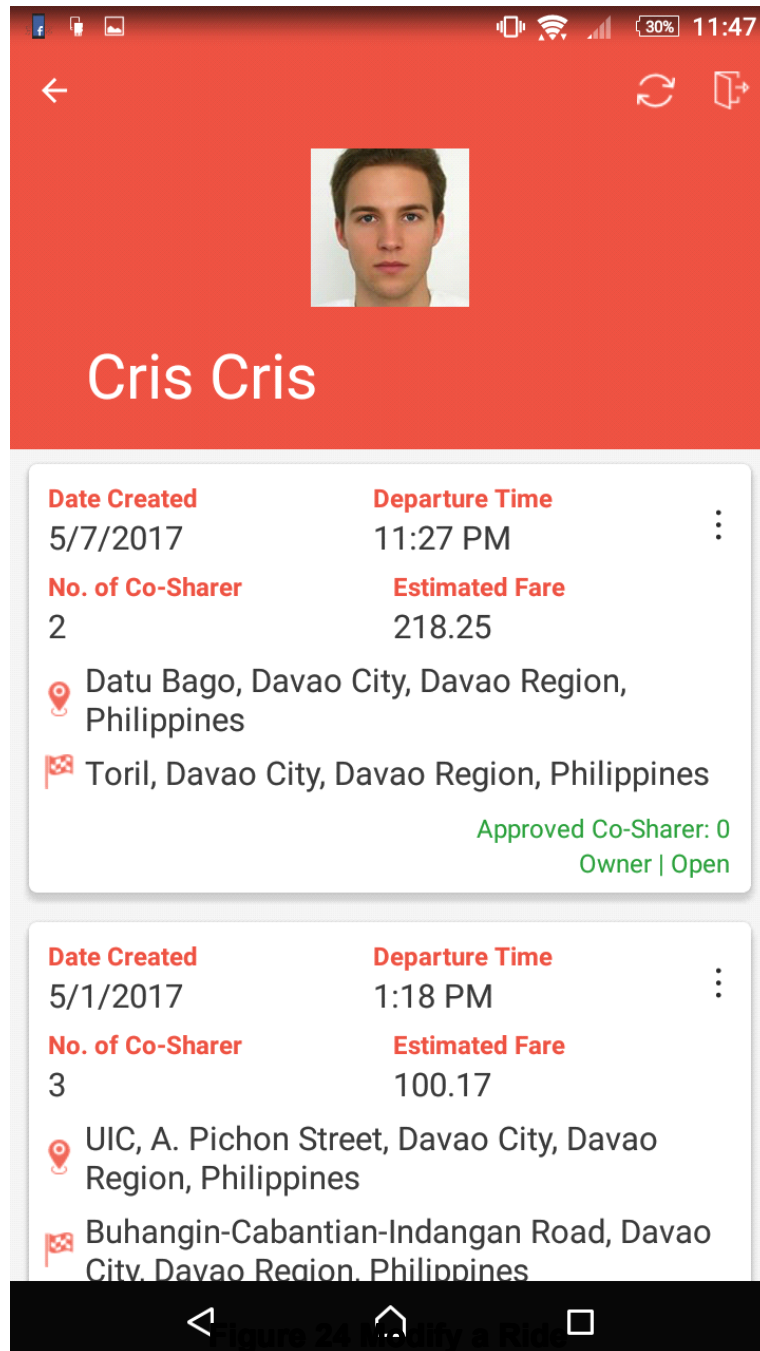 30% 11:47
Cris Cris
Date Created Departure Time
5/7/2017 11:27 PM
No. of Co-Sharer Estimated Fare
2 218.25
Datu Bago, Davao City, Davao Region,
Philippines
Toril, Davao City, Davao Region, Philippines
Approved Co-Sharer: 0
Owner | Open
Date Created Departure Time
5/1/2017 1:18 PM
No. of Co-Sharer Estimated Fare
3 100.17
UIC, A. Pichon Street, Davao City, Davao
Region, Philippines
Buhangin-Cabantian-Indangan Road, Davao
City, Davao Region, Philippines
Figure 24 Modify a Ride